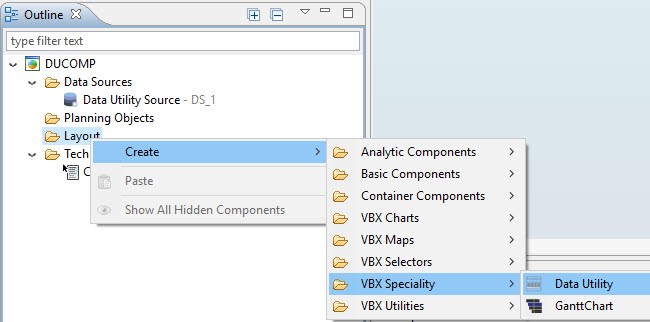 Outline
type filter text
DUCOMP
Data Sources
Data Utility Source - DS_1
Planning Objects
Layout
Tech
C
Create
Paste
Show All Hidden Components
Analytic Components
Basic Components
Container Components
VBX Charts
VBX Maps
VBX Selectors
VBX Speciality
VBX Utilities
Data Utility
GanttChart